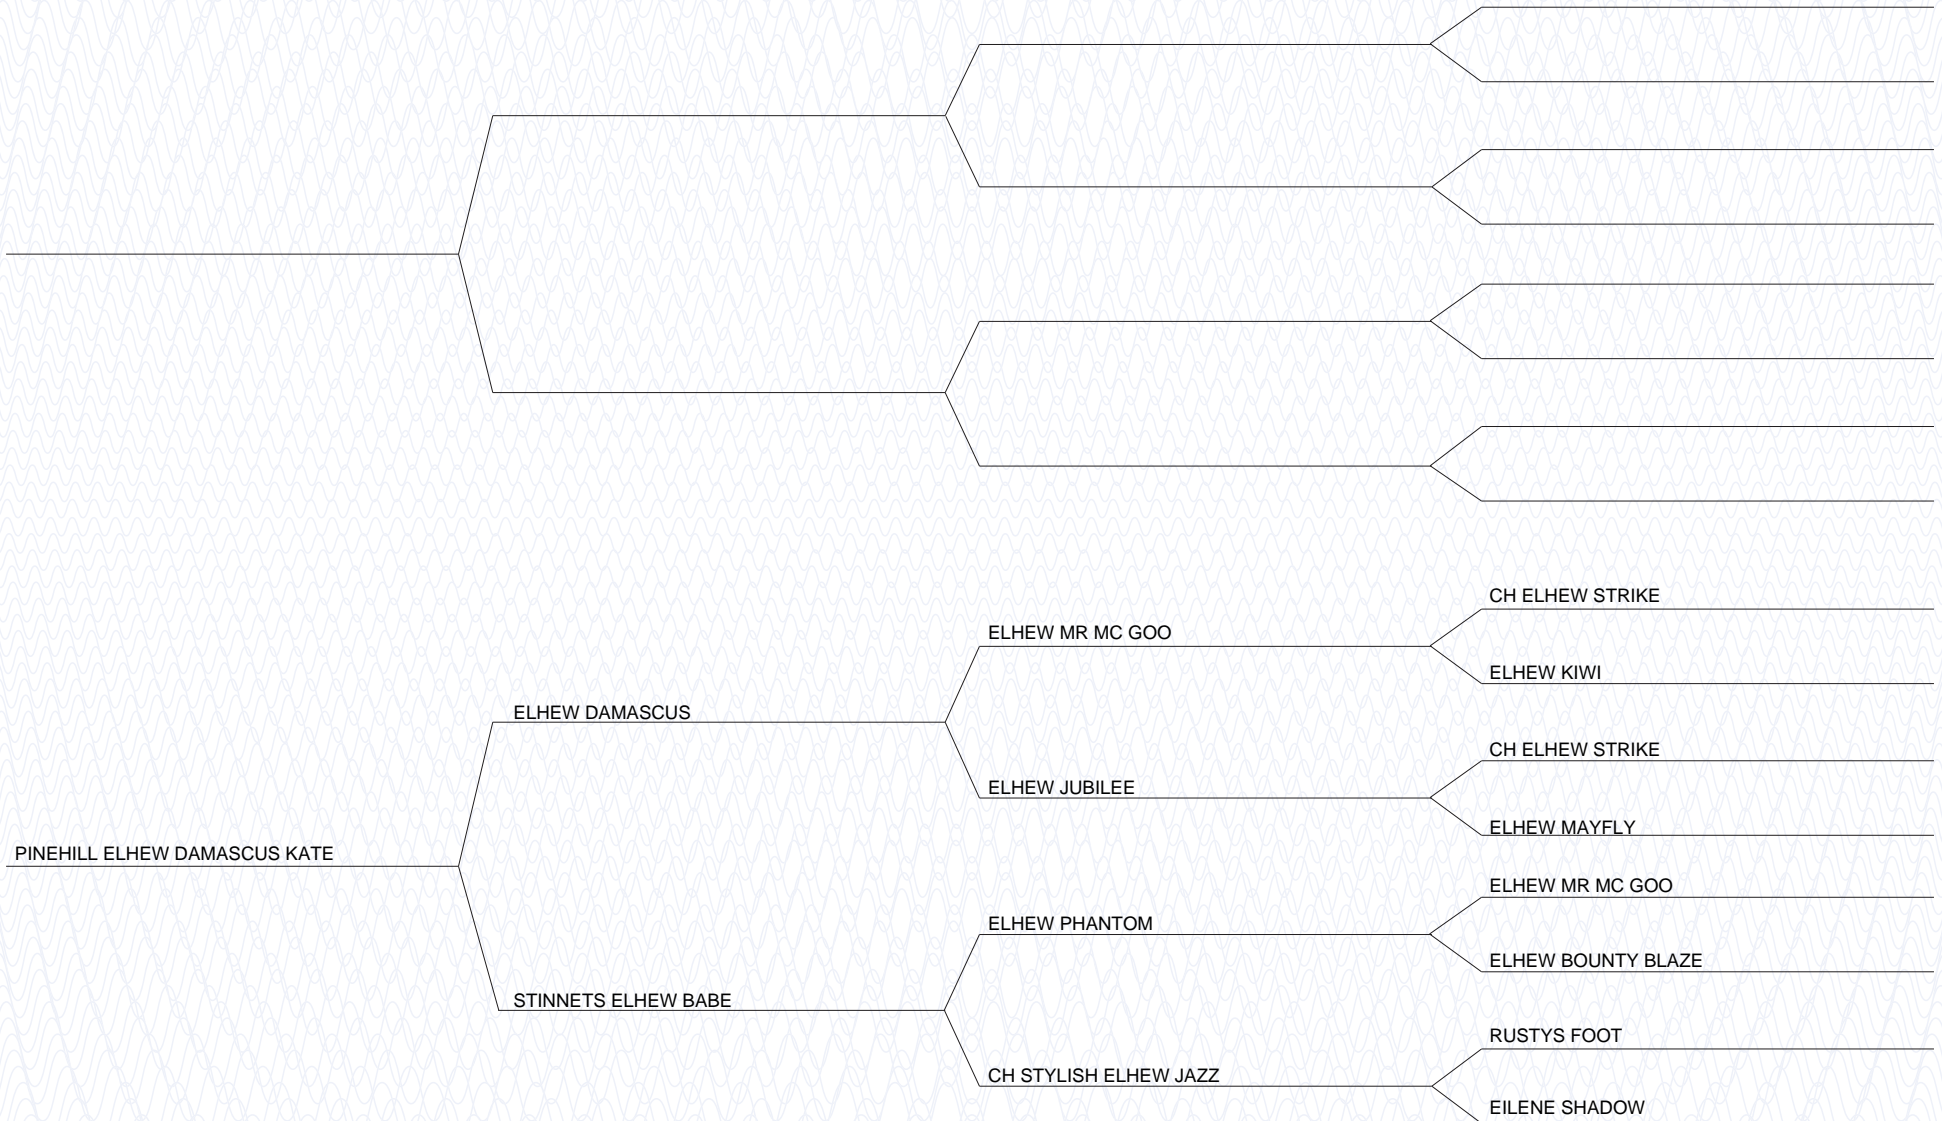 CH ELHEW STRIKE
ELHEW MR MC GOO
ELHEW KIWI
ELHEW DAMASCUS
CH ELHEW STRIKE
ELHEW JUBILEE
ELHEW MAYFLY
PINEHILL ELHEW DAMASCUS KATE
ELHEW MR MC GOO
ELHEW PHANTOM
ELHEW BOUNTY BLAZE
STINNETS ELHEW BABE
RUSTYS FOOT
CH STYLISH ELHEW JAZZ
EILENE SHADOW